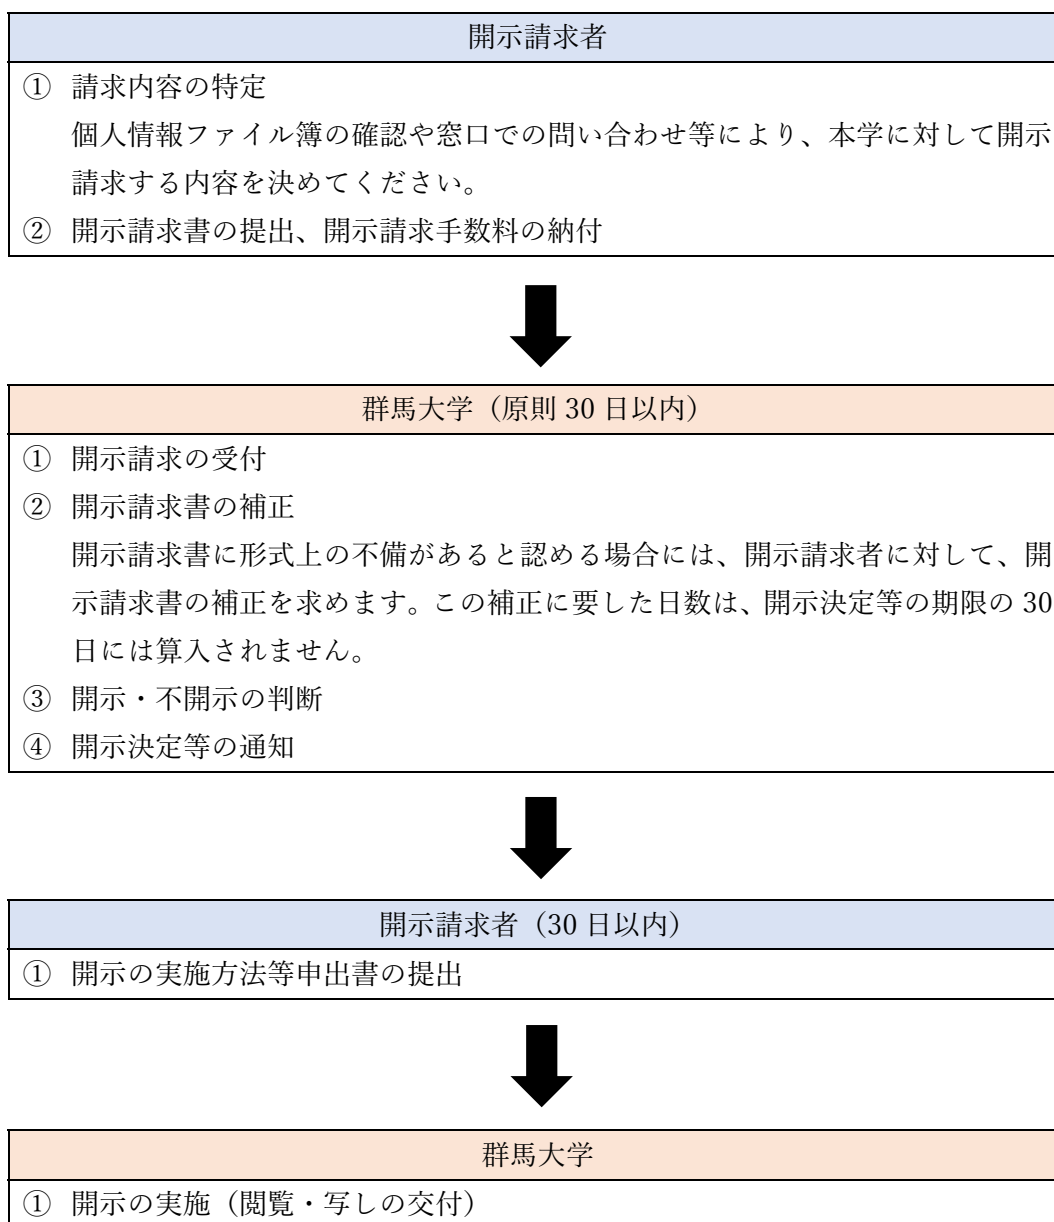 開示請求者
① 請求内容の特定
個人情報ファイル簿の確認や窓口での問い合わせ等により、本学に対して開示
請求する内容を決めてください。
② 開示請求書の提出、開示請求手数料の納付
群馬大学（原則 30 日以内）
① 開示請求の受付
② 開示請求書の補正
開示請求書に形式上の不備があると認める場合には、開示請求者に対して、開
示請求書の補正を求めます。この補正に要した日数は、開示決定等の期限の 30
日には算入されません。
③ 開示・不開示の判断
④ 開示決定等の通知
開示請求者（30 日以内）
① 開示の実施方法等申出書の提出
群馬大学
① 開示の実施（閲覧・写しの交付）